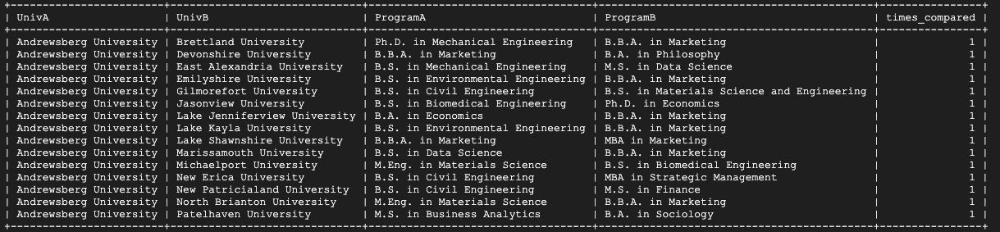 +------------------------+-----------------------------+----------------------------------+------------------------------------------+----------------+
| UnivA                  | UnivB                       | ProgramA                         | ProgramB                                 | times_compared |
+------------------------+-----------------------------+----------------------------------+------------------------------------------+----------------+
| Andrewsberg University | Brettland University        | Ph.D. in Mechanical Engineering  | B.B.A. in Marketing                      |              1 |
| Andrewsberg University | Devonshire University       | B.B.A. in Marketing              | B.A. in Philosophy                       |              1 |
| Andrewsberg University | East Alexandria University  | B.S. in Mechanical Engineering   | M.S. in Data Science                     |              1 |
| Andrewsberg University | Emilyshire University       | B.S. in Environmental Engineering | B.B.A. in Marketing                      |              1 |
| Andrewsberg University | Gilmorefort University      | B.S. in Civil Engineering        | B.S. in Materials Science and Engineering |              1 |
| Andrewsberg University | Jasonview University        | B.S. in Biomedical Engineering   | Ph.D. in Economics                       |              1 |
| Andrewsberg University | Lake Jenniferview University | B.A. in Economics                | B.B.A. in Marketing                      |              1 |
| Andrewsberg University | Lake Kayla University       | B.S. in Environmental Engineering | B.B.A. in Marketing                      |              1 |
| Andrewsberg University | Lake Shawnshire University  | B.B.A. in Marketing              | MBA in Marketing                         |              1 |
| Andrewsberg University | Marissamouth University     | B.S. in Data Science             | B.B.A. in Marketing                      |              1 |
| Andrewsberg University | Michaelport University      | M.Eng. in Materials Science      | B.S. in Biomedical Engineering           |              1 |
| Andrewsberg University | New Erica University        | B.S. in Civil Engineering        | MBA in Strategic Management              |              1 |
| Andrewsberg University | New Patricialand University | B.S. in Civil Engineering        | M.S. in Finance                          |              1 |
| Andrewsberg University | North Brianton University   | M.Eng. in Materials Science      | B.B.A. in Marketing                      |              1 |
| Andrewsberg University | Patelhaven University       | M.S. in Business Analytics       | B.A. in Sociology                        |              1 |
+------------------------+-----------------------------+----------------------------------+------------------------------------------+----------------+